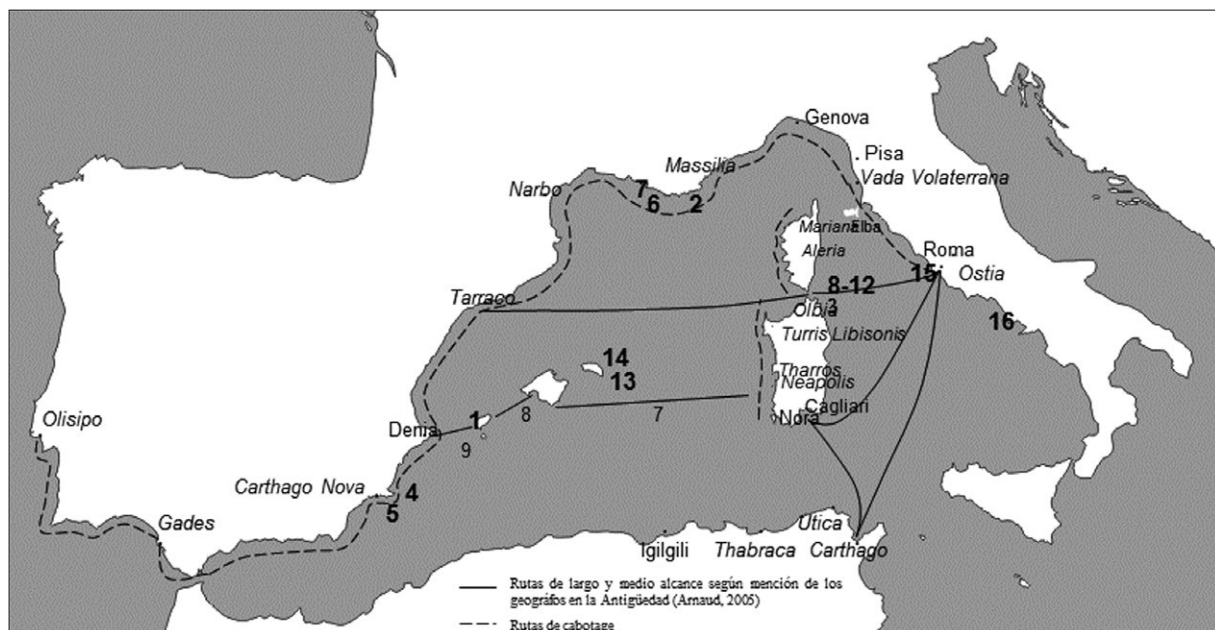 Genova
Pisa
Massilia
Vada Volaterrana
Narbo
7
6
2
Mariana
Elba
Aleria
Roma
15
Ostia
8-12
3
Tarraco
Olbia
16
Turris Libisonis
14
13
Tharros
Neapolis
Cagliari
Nora
Olisipo
Denia
1
8
7
9
Carthago Nova
4
5
Gades
Utica
Igilgili
Thabraca
Carthago
Rutas de largo y medio alcance según mención de los
geográfos en la Antigüedad (Arnaud, 2005)
Rutas de cabotage